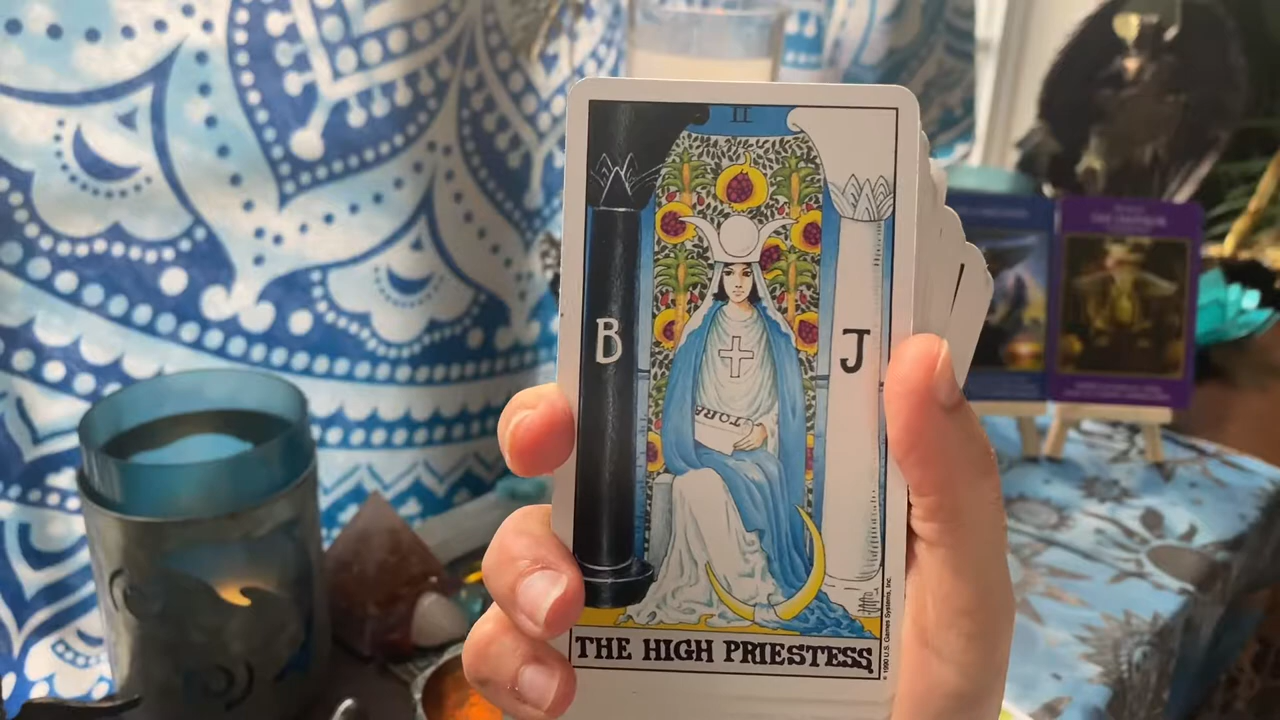 II
B
J
TORA
THE HIGH PRIESTESS
© 1990 U.S. Games Systems, Inc.